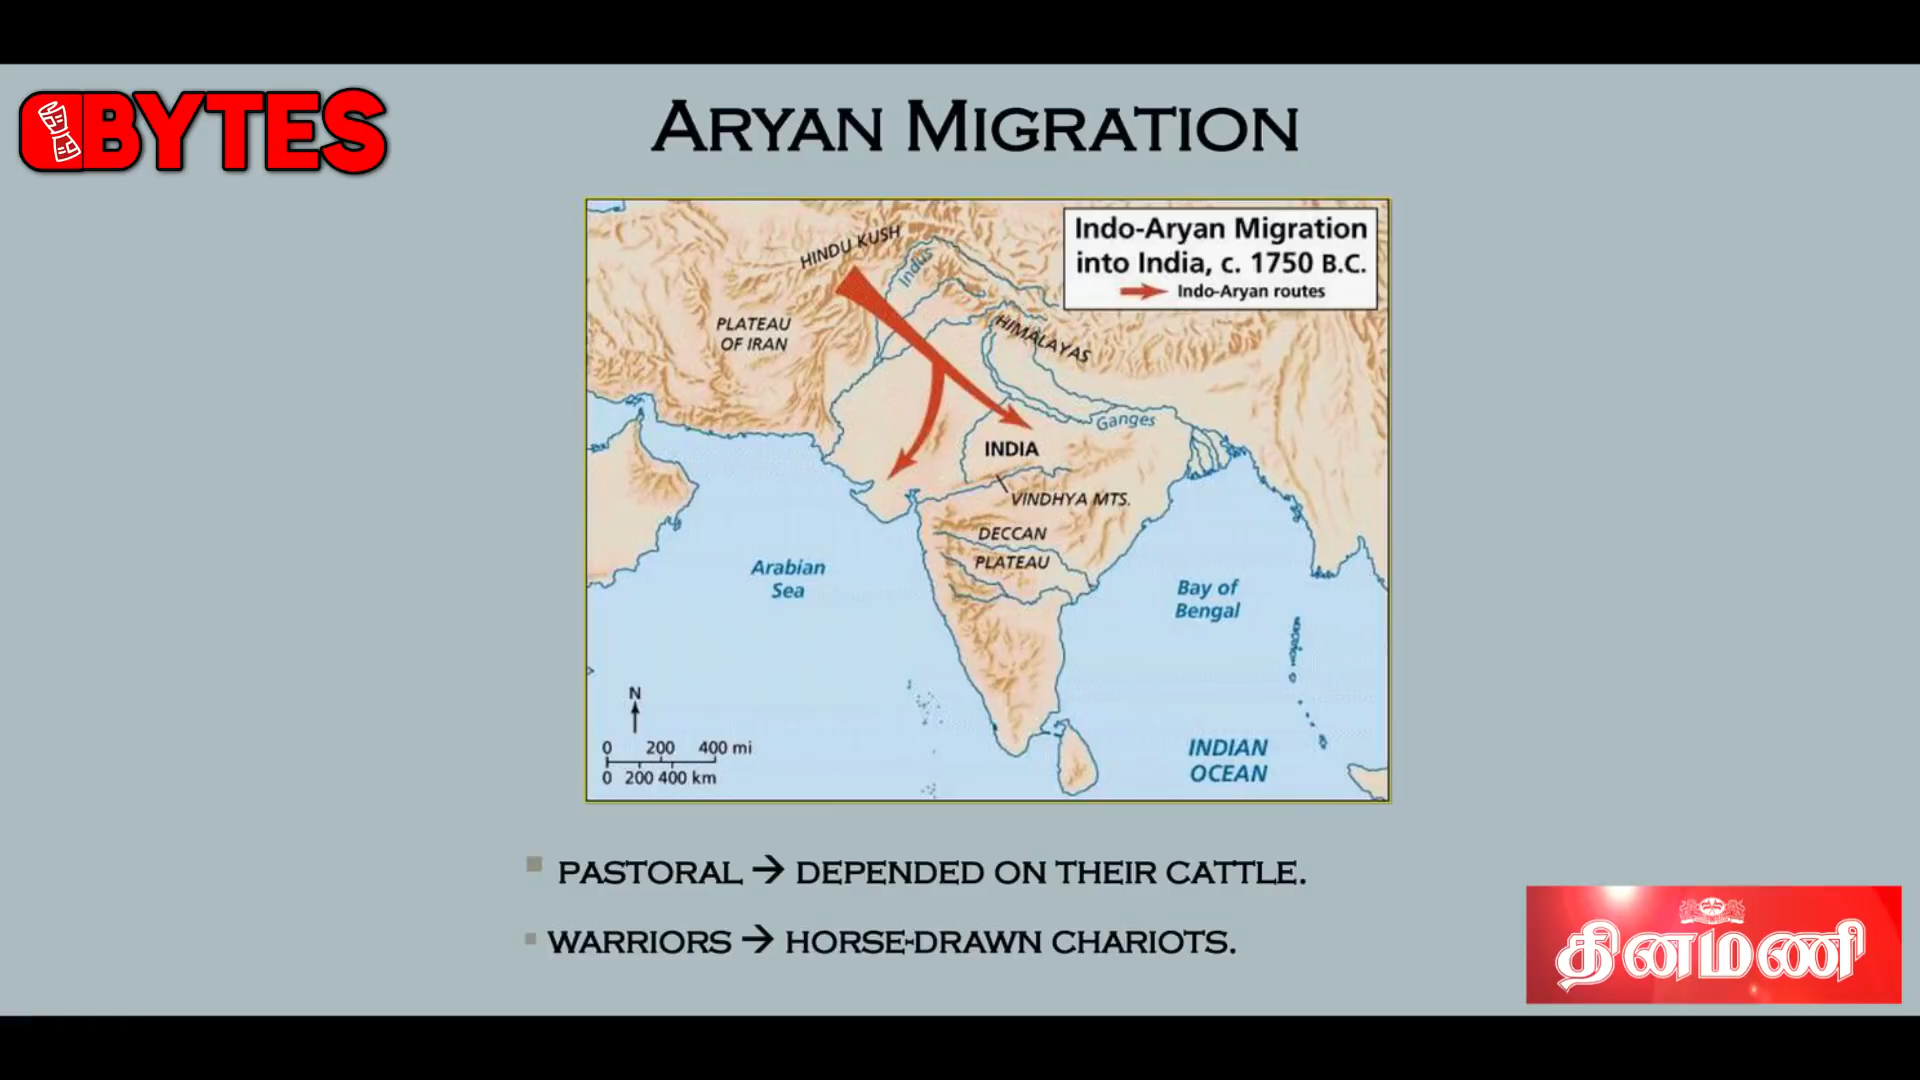 BYTES
ARYAN MIGRATION
Indo-Aryan Migration
into India, c. 1750 B.C.
Indo-Aryan routes
HINDU KUSH
Indus
PLATEAU
OF IRAN
HIMALAYAS
Ganges
INDIA
VINDHYA MTS.
DECCAN
PLATEAU
Arabian
Sea
Bay of
Bengal
N
0 200 400 mi
0 200 400 km
INDIAN
OCEAN
PASTORAL → DEPENDED ON THEIR CATTLE.
WARRIORS → HORSE-DRAWN CHARIOTS.
தினமணி